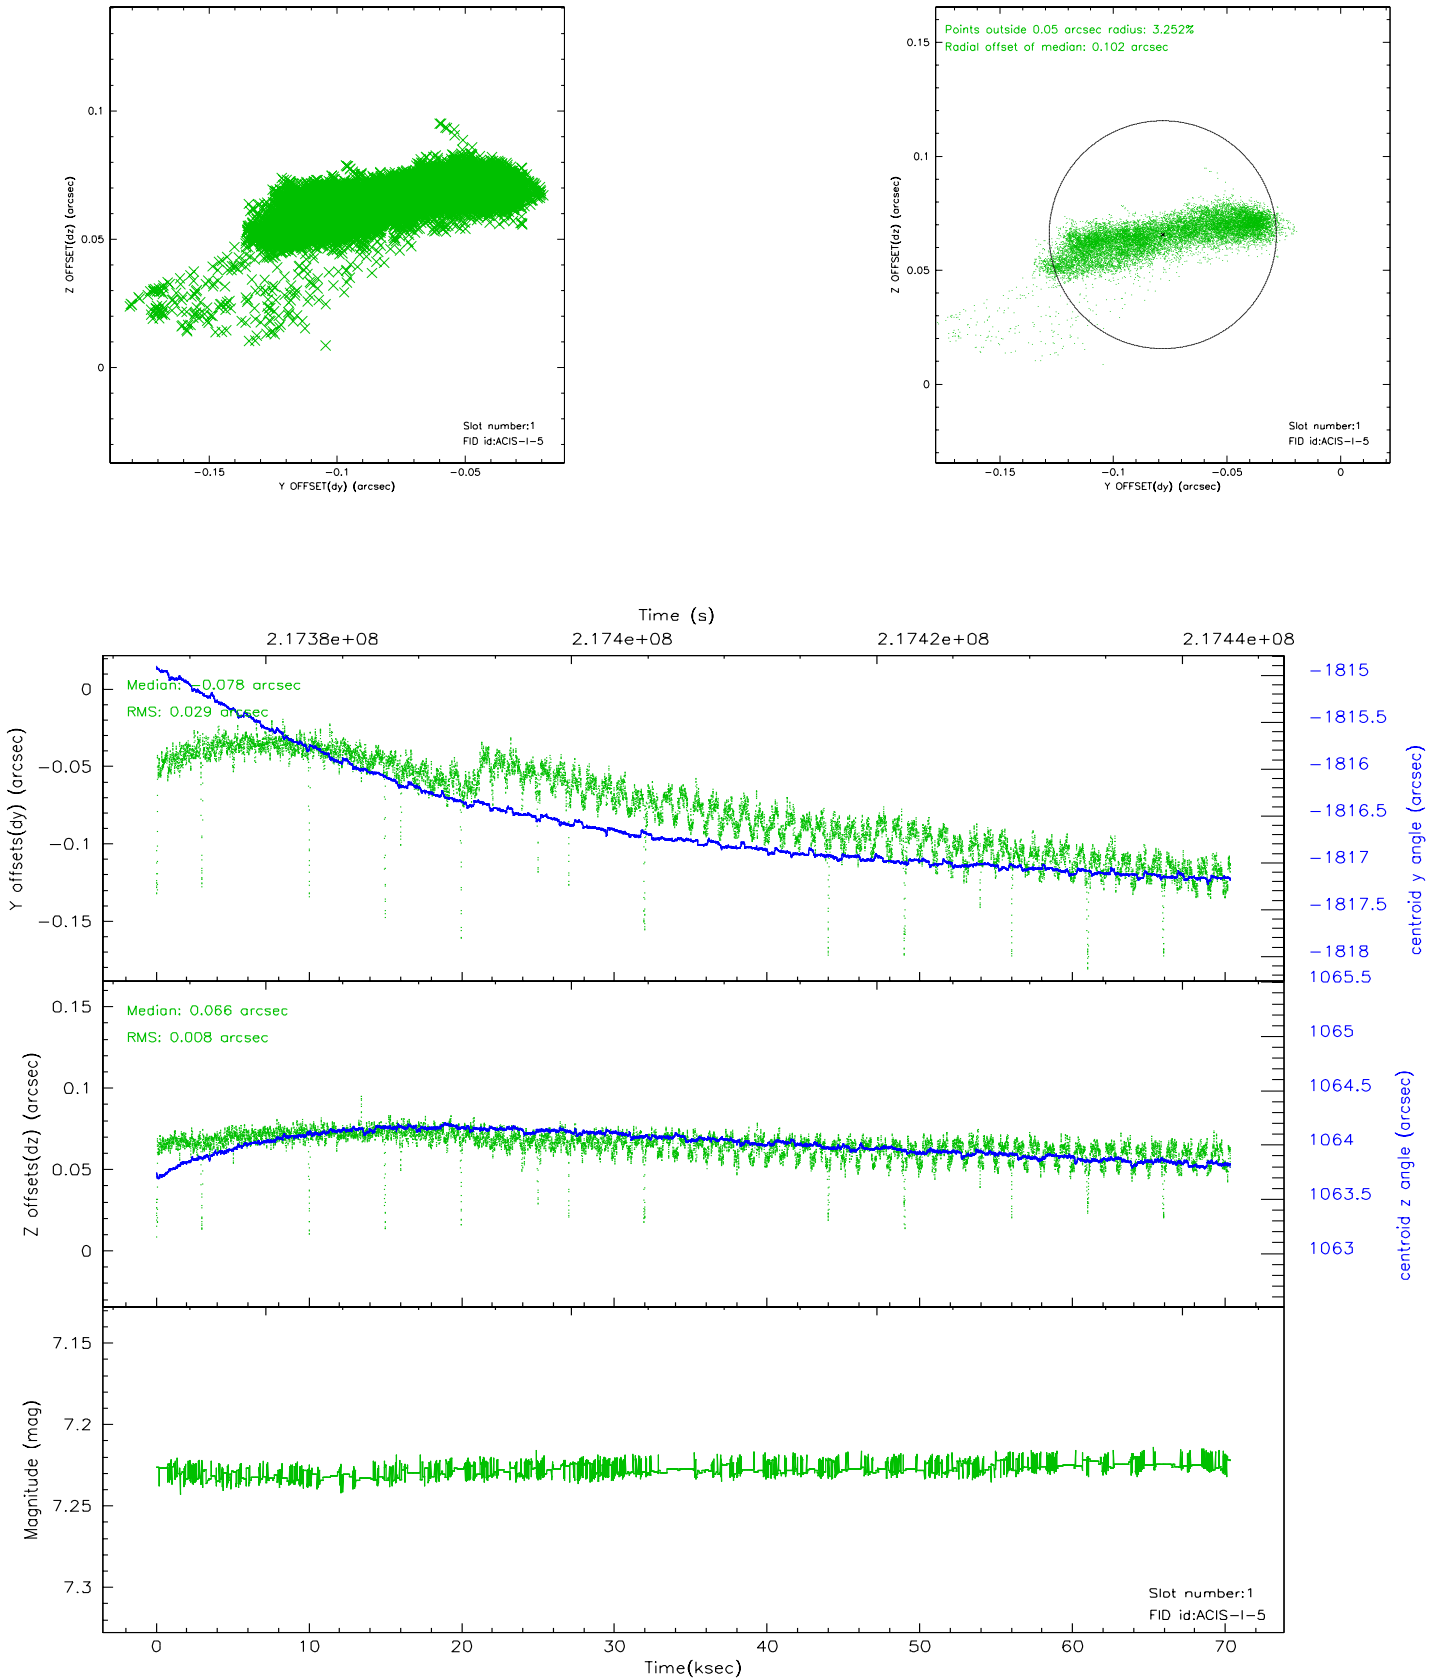 0.1
0.05
0
Z OFFSET(dz) (arcsec)
Slot number:1
FID id:ACIS-I-5
-0.15
-0.1
-0.05
Y OFFSET(dy) (arcsec)
Points outside 0.05 arcsec radius: 3.252%
Radial offset of median: 0.102 arcsec
0.15
0.1
0.05
0
Z OFFSET(dz) (arcsec)
Slot number:1
FID id:ACIS-I-5
-0.15
-0.1
-0.05
0
Y OFFSET(dy) (arcsec)
Time (s)
2.1738e+08
2.174e+08
2.1742e+08
2.1744e+08
Median: -0.078 arcsec
RMS: 0.029 arcsec
0
-0.05
-0.1
-0.15
Y offsets(dy) (arcsec)
-1815
-1815.5
-1816
-1816.5
-1817
-1817.5
-1818
centroid y angle (arcsec)
Median: 0.066 arcsec
RMS: 0.008 arcsec
0.15
0.1
0.05
0
Z offsets(dz) (arcsec)
1065.5
1065
1064.5
1064
1063.5
1063
centroid z angle (arcsec)
7.15
7.2
7.25
7.3
Magnitude (mag)
Slot number:1
FID id:ACIS-I-5
0
10
20
30
40
50
60
70
Time(ksec)